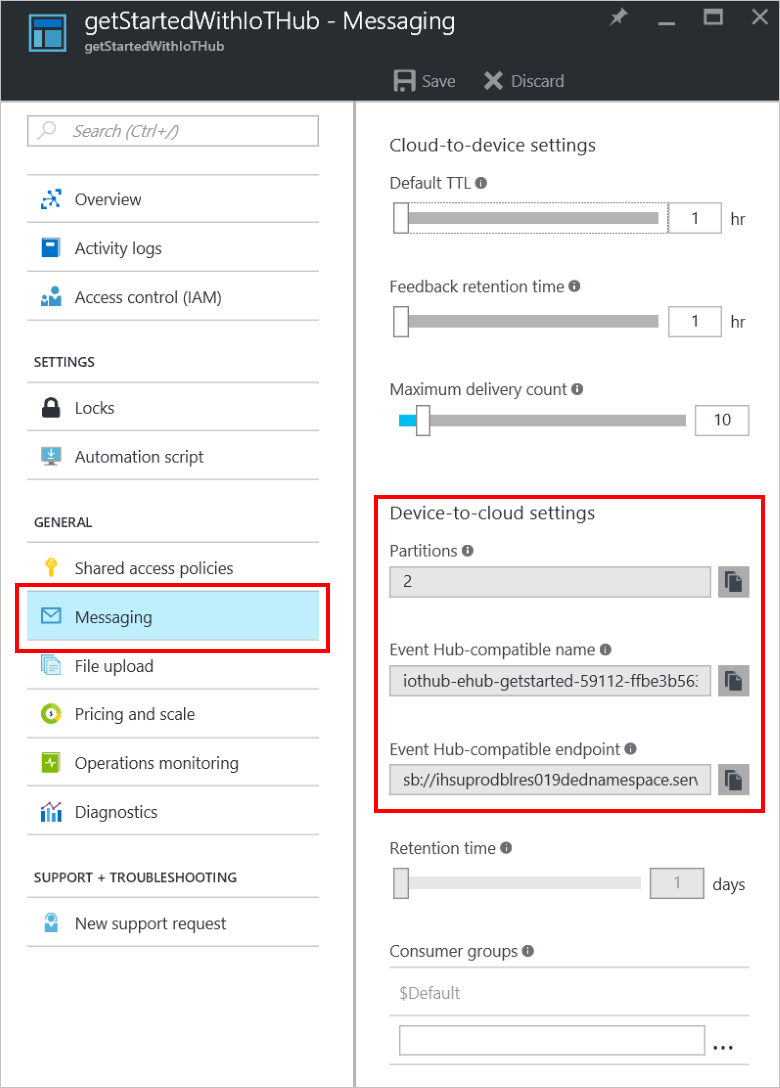 getStartedWithIoTHub - Messaging
getStartedWithIoTHub
Save
Discard
Search (Ctrl+/)
Overview
Activity logs
Access control (IAM)
SETTINGS
Locks
Automation script
GENERAL
Shared access policies
Messaging
File upload
Pricing and scale
Operations monitoring
Diagnostics
SUPPORT + TROUBLESHOOTING
New support request
Cloud-to-device settings
Default TTL
1 hr
Feedback retention time
1 hr
Maximum delivery count
10
Device-to-cloud settings
Partitions
2
Event Hub-compatible name
iothub-ehub-getstarted-59112-ffbe3b563
Event Hub-compatible endpoint
sb://ihsuprodblres019dednamespace.serv
Retention time
1 days
Consumer groups
$Default
...